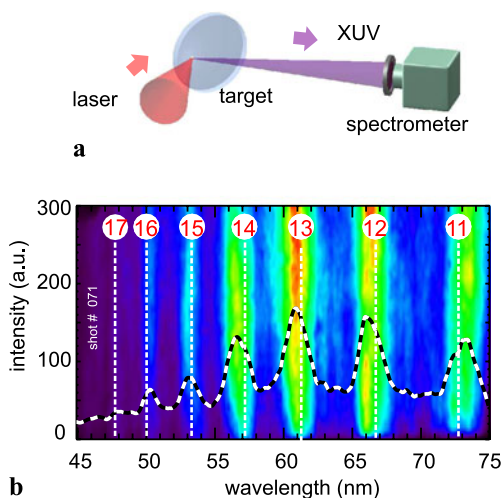 XUV
laser
target
spectrometer
a
300
200
100
0
intensity (a.u.)
shot # 071
17 16 15 14 13 12 11
45 50 55 60 65 70 75
wavelength (nm)
b